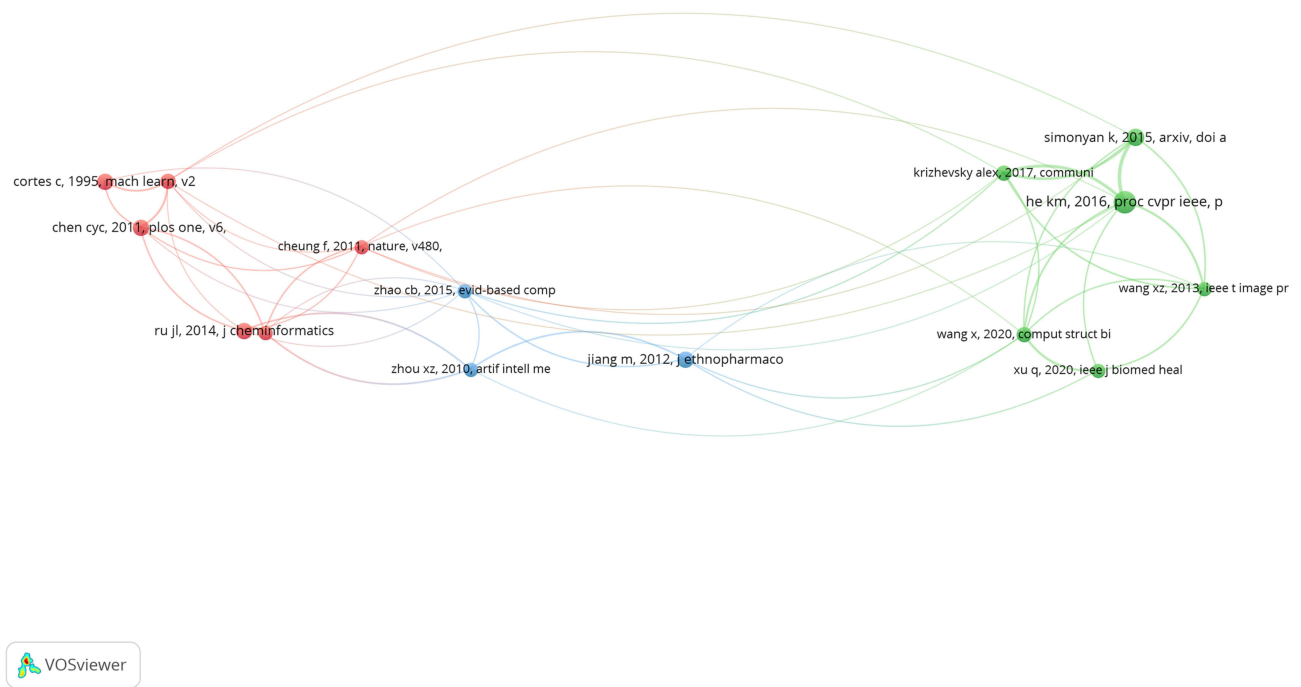 simonyan k, 2015, arxiv, doi a
krizhevsky alex, 2017, communi
cortes c, 1995, mach learn, v2
he km, 2016, proc cvpr ieee, p
chen cyc, 2011, plos one, v6,
cheung f, 2011, nature, v480,
zhao cb, 2015, evid-based comp
wang xz, 2013, ieee t image pr
ru jl, 2014, j cheminformatics
wang x, 2020, comput struct bi
jiang m, 2012, j ethnopharmaco
zhou xz, 2010, artif intell me
xu q, 2020, ieee j biomed heal
VOSviewer